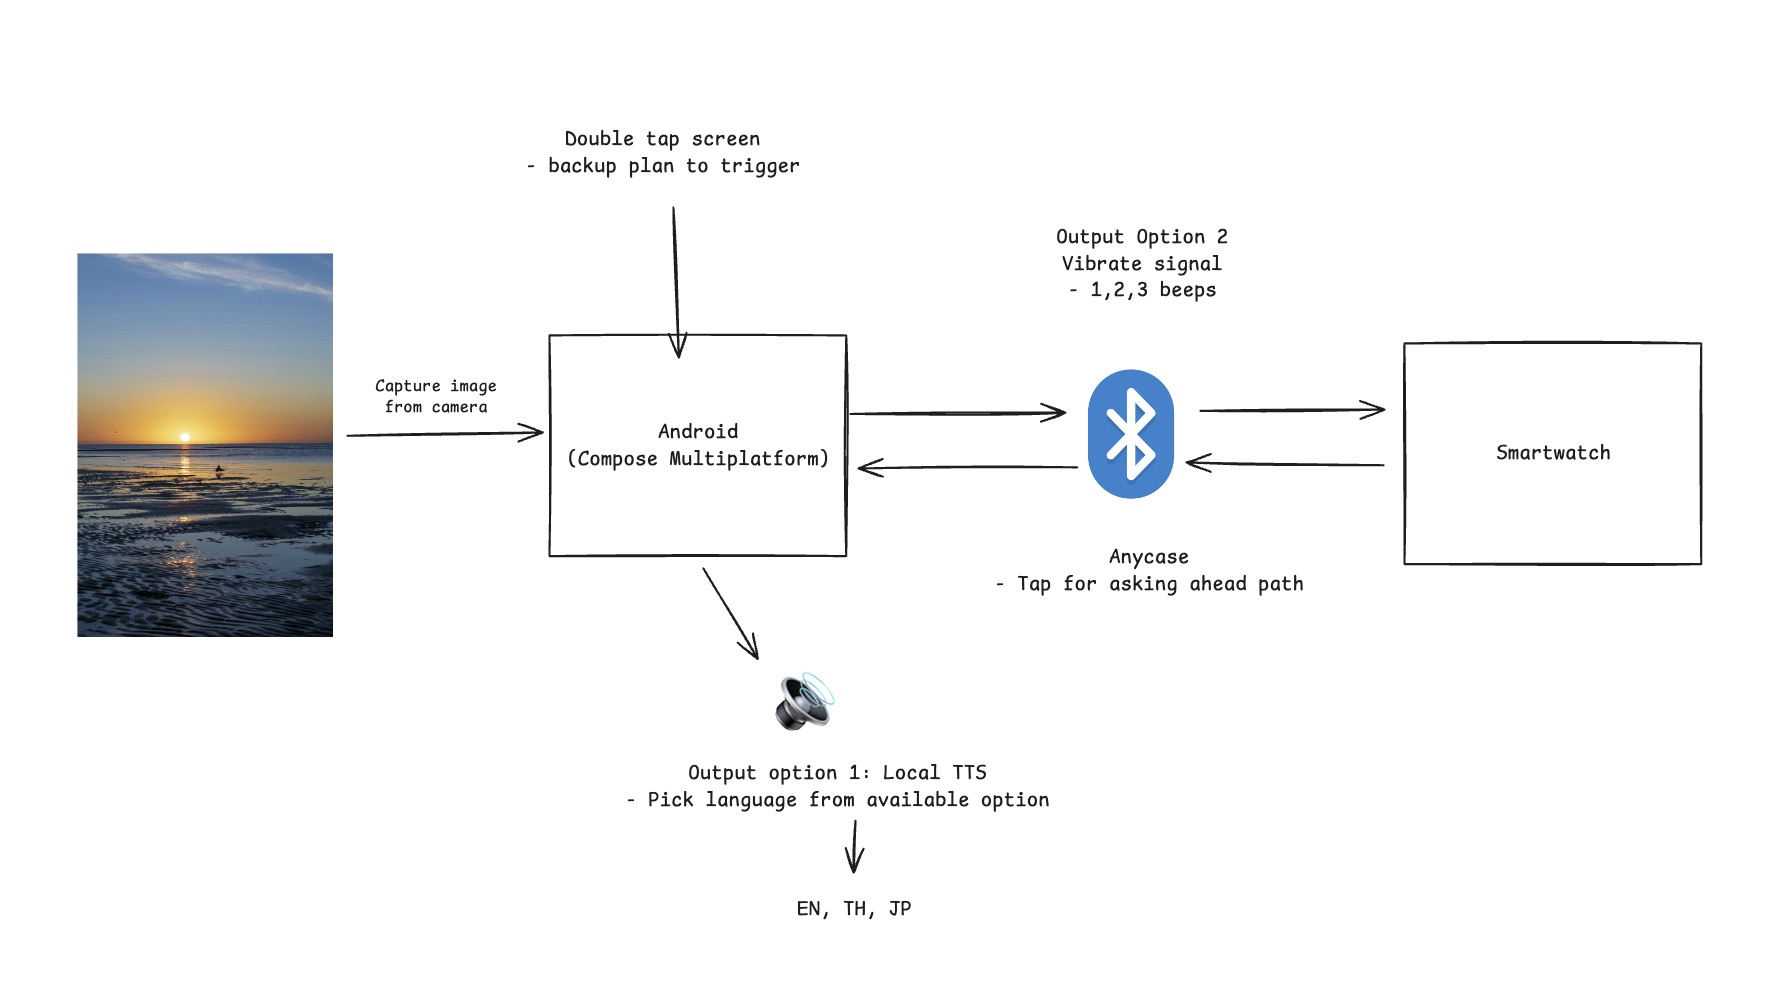 Double tap screen
- backup plan to trigger
Output Option 2
Vibrate signal
- 1,2,3 beeps
Capture image
from camera
Android
(Compose Multiplatform)
Smartwatch
Anycase
- Tap for asking ahead path
Output option 1: Local TTS
- Pick language from available option
EN, TH, JP